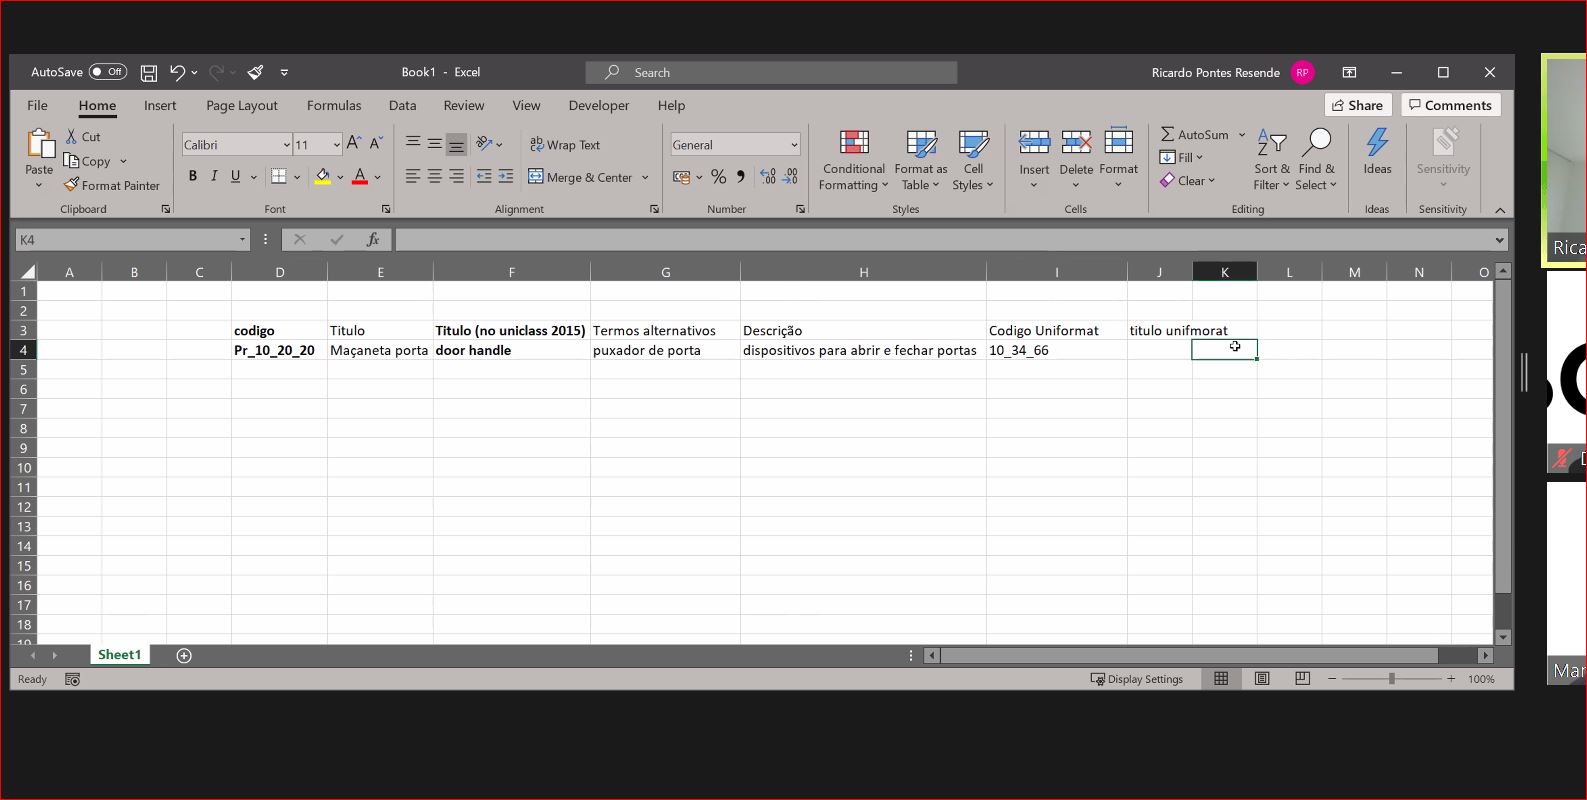 AutoSave Off Book1 - Excel Search Ricardo Pontes Resende RP
File Home Insert Page Layout Formulas Data Review View Developer Help Share Comments
Paste Cut Copy Format Painter Clipboard
Calibri 11 B I U A A A Font
ab Wrap Text Merge & Center Alignment
General % Number
Conditional Formatting Format as Table Cell Styles Styles
Insert Delete Format Cells
AutoSum Fill Clear Sort & Filter Find & Select Editing
Ideas Ideas
Sensitivity Sensitivity
K4 fx
A B C D E F G H I J K L M N O
1
2
3 codigo Titulo Titulo (no uniclass 2015) Termos alternativos Descrição Codigo Uniformat titulo unifmorat
4 Pr_10_20_20 Maçaneta porta door handle puxador de porta dispositivos para abrir e fechar portas 10_34_66
5
6
7
8
9
10
11
12
13
14
15
16
17
18
19
Sheet1
Ready Display Settings 100%
Rica
Mar